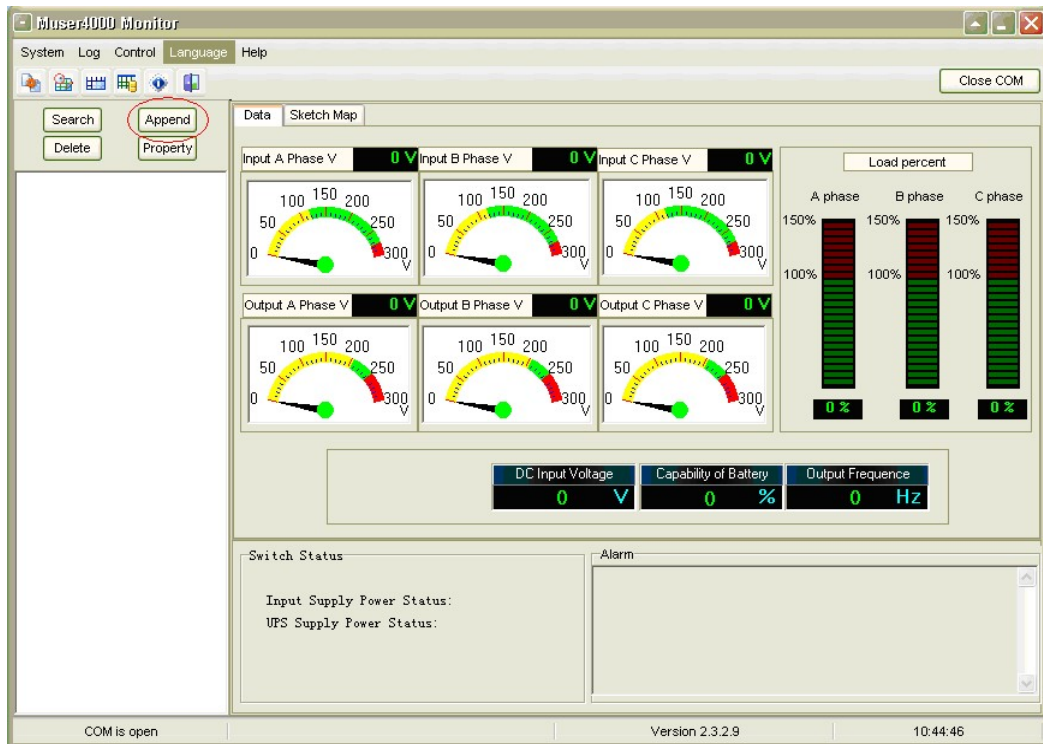 Muser4000 Monitor
System Log Control Language Help
Close COM
Search Append
Delete Property
Data Sketch Map
Input A Phase V 0 V Input B Phase V 0 V Input C Phase V 0 V
0 50 100 150 200 250 300 V
0 50 100 150 200 250 300 V
0 50 100 150 200 250 300 V
Output A Phase V 0 V Output B Phase V 0 V Output C Phase V 0 V
0 50 100 150 200 250 300 V
0 50 100 150 200 250 300 V
0 50 100 150 200 250 300 V
Load percent
A phase B phase C phase
150% 150% 150%
100% 100% 100%
0 % 0 % 0 %
DC Input Voltage Capability of Battery Output Frequence
0 V 0 % 0 Hz
Switch Status
Input Supply Power Status:
UPS Supply Power Status:
Alarm
COM is open Version 2.3.2.9 10:44:46